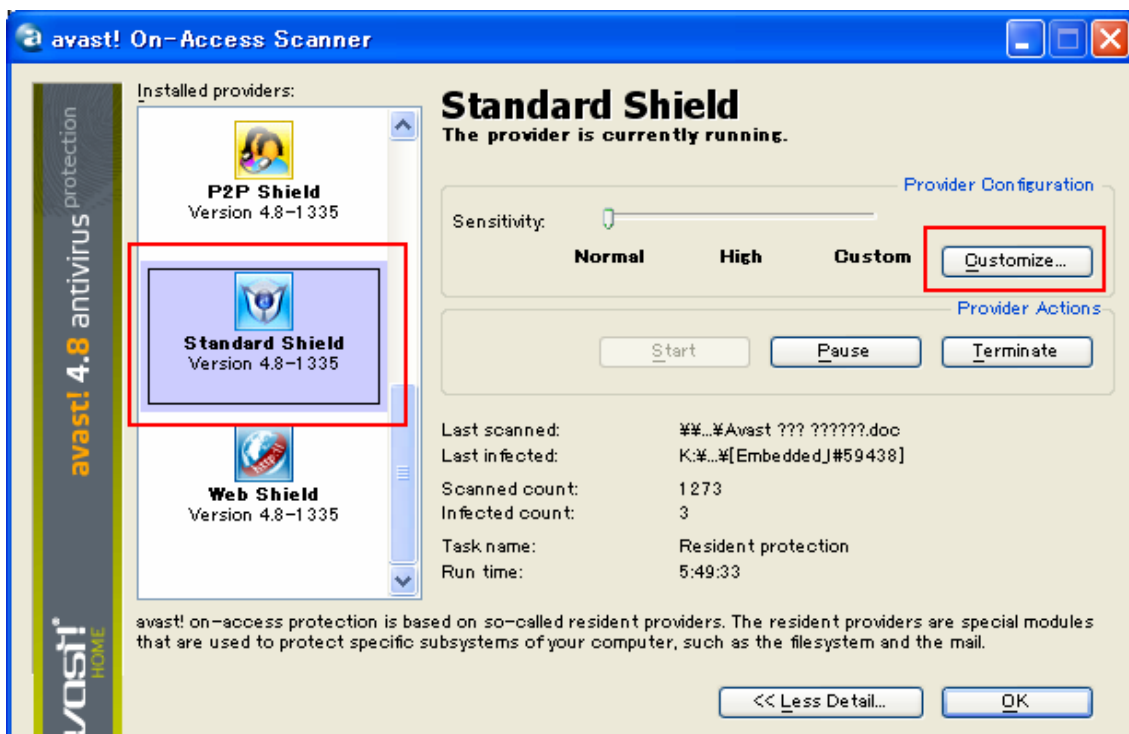 avast! On-Access Scanner
avast! 4.8 antivirus protection
avast!
HOME
Installed providers:
P2P Shield
Version 4.8-1335
Standard Shield
Version 4.8-1335
Web Shield
Version 4.8-1335
Standard Shield
The provider is currently running.
Provider Configuration
Sensitivity:
Normal High Custom
Customize...
Provider Actions
Start Pause Terminate
Last scanned: ¥¥...¥Avast ??? ??????.doc
Last infected: K:¥...¥[Embedded_J#59438]
Scanned count: 1273
Infected count: 3
Task name: Resident protection
Run time: 5:49:33
avast! on-access protection is based on so-called resident providers. The resident providers are special modules
that are used to protect specific subsystems of your computer, such as the filesystem and the mail.
<< Less Detail... OK